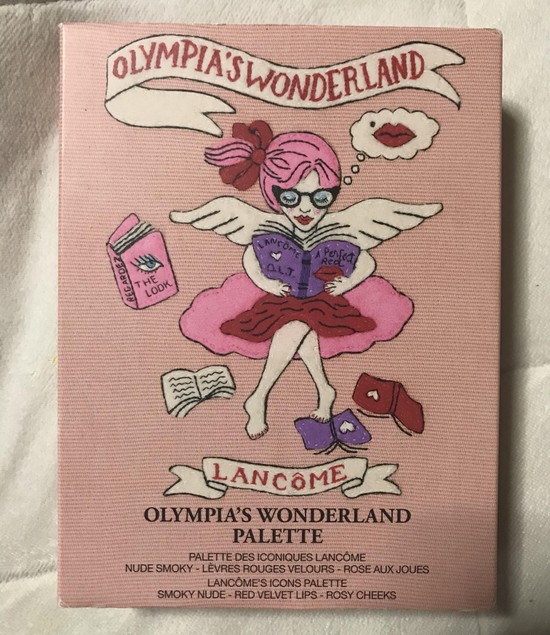 OLYMPIA'S WONDERLAND
LANCÔME
O.L.T.
A Perfect
Red
REGARDEZ
THE
LOOK
LANCÔME
OLYMPIA'S WONDERLAND
PALETTE
PALETTE DES ICONIQUES LANCÔME
NUDE SMOKY - LÈVRES ROUGES VELOURS - ROSE AUX JOUES
LANCÔME'S ICONS PALETTE
SMOKY NUDE - RED VELVET LIPS - ROSY CHEEKS